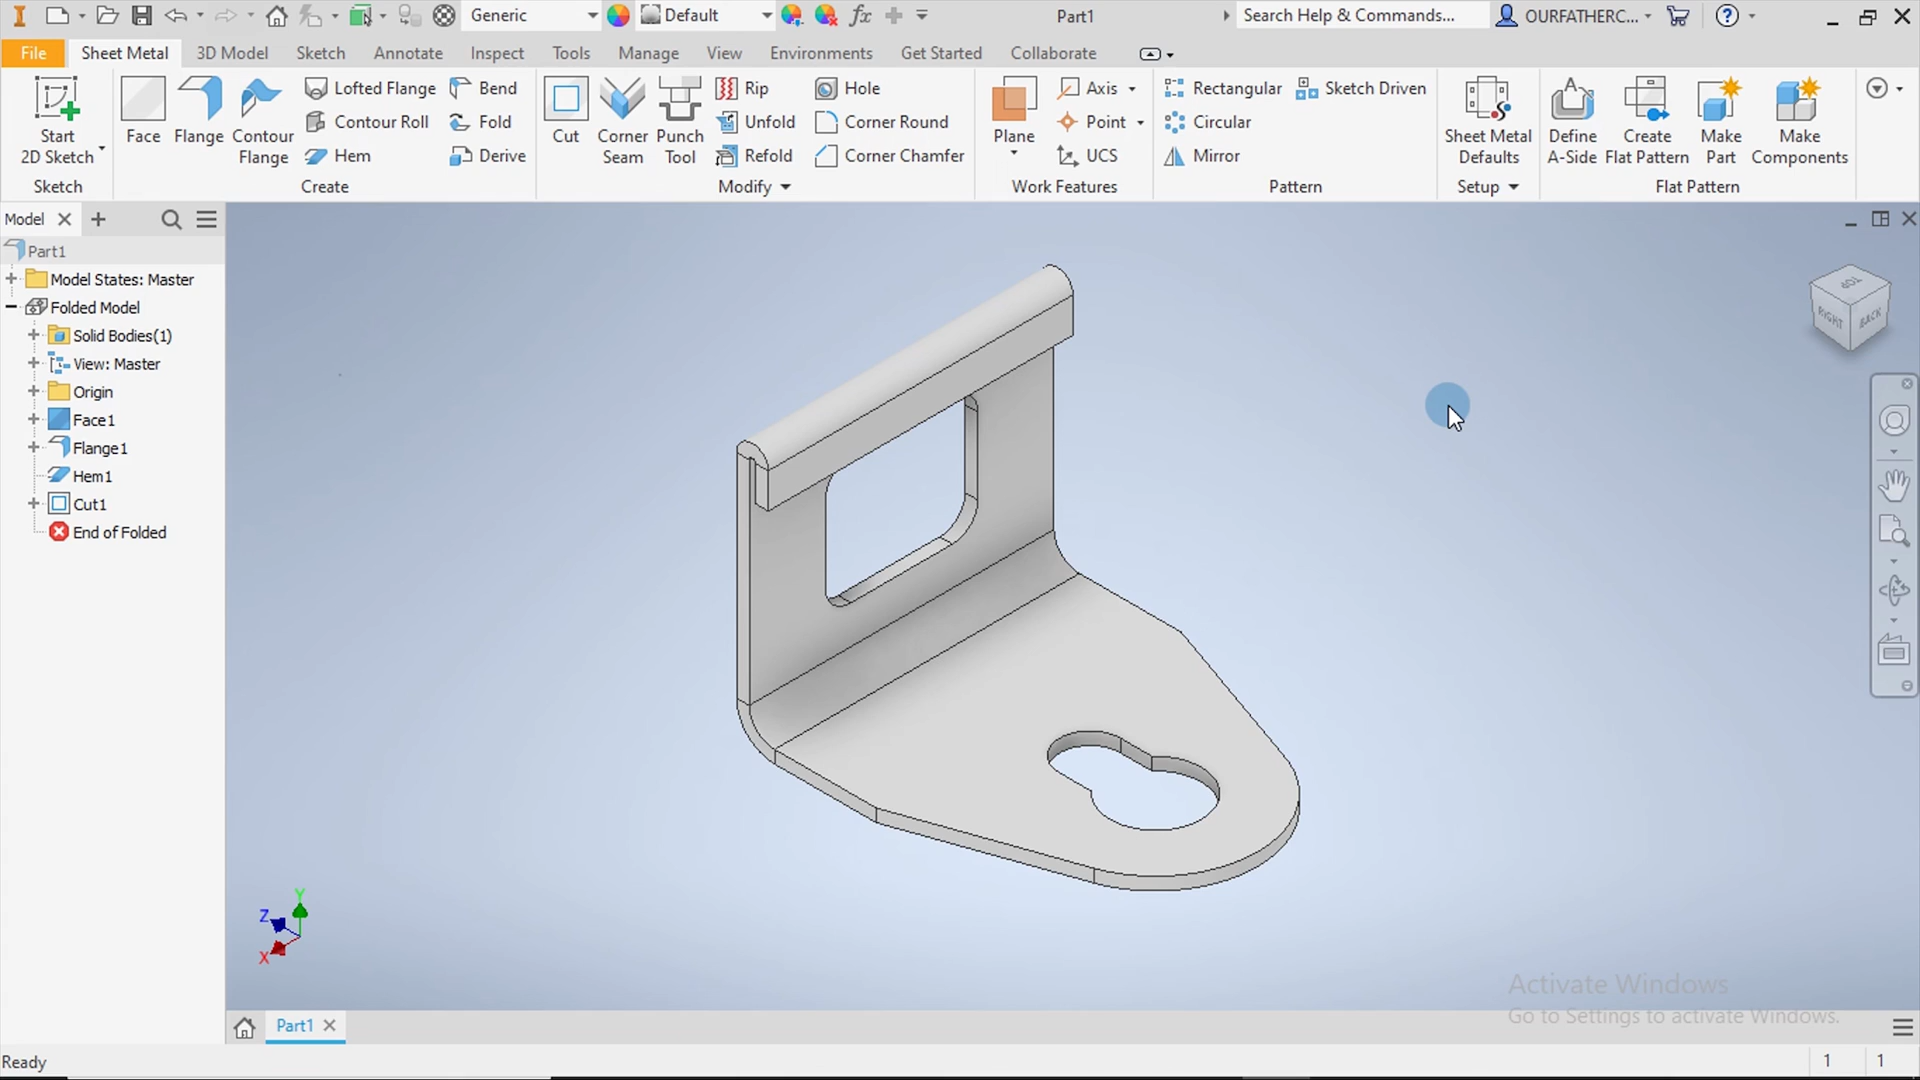 Generic
Default
fx
Part1
Search Help & Commands...
OURFATHERC...
File
Sheet Metal
3D Model
Sketch
Annotate
Inspect
Tools
Manage
View
Environments
Get Started
Collaborate
Start
2D Sketch
Face
Flange
Contour
Flange
Lofted Flange
Contour Roll
Hem
Bend
Fold
Derive
Cut
Corner
Seam
Punch
Tool
Rip
Unfold
Refold
Hole
Corner Round
Corner Chamfer
Plane
Axis
Point
UCS
Rectangular
Circular
Mirror
Sketch Driven
Sheet Metal
Defaults
Define
A-Side
Create
Flat Pattern
Make
Part
Make
Components
Sketch
Create
Modify
Work Features
Pattern
Setup
Flat Pattern
Model
Part1
Model States: Master
Folded Model
Solid Bodies(1)
View: Master
Origin
Face1
Flange1
Hem1
Cut1
End of Folded
TOP
RIGHT
BACK
Y
Z
X
Activate Windows
Go to Settings to activate Windows.
Part1
Ready
1
1